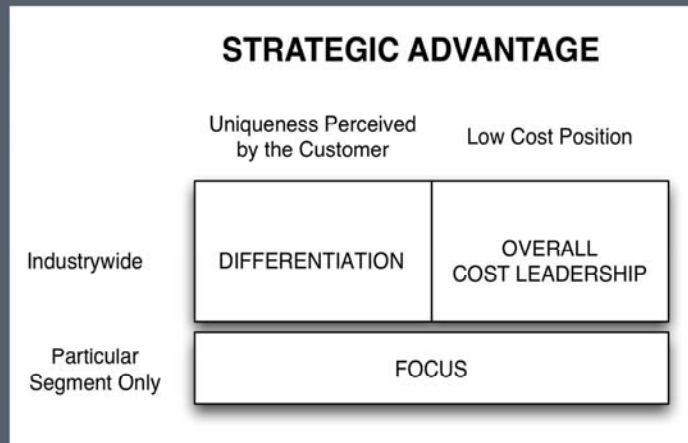 STRATEGIC ADVANTAGE
Uniqueness Perceived
by the Customer
Low Cost Position
Industrywide
DIFFERENTIATION
OVERALL
COST LEADERSHIP
Particular
Segment Only
FOCUS